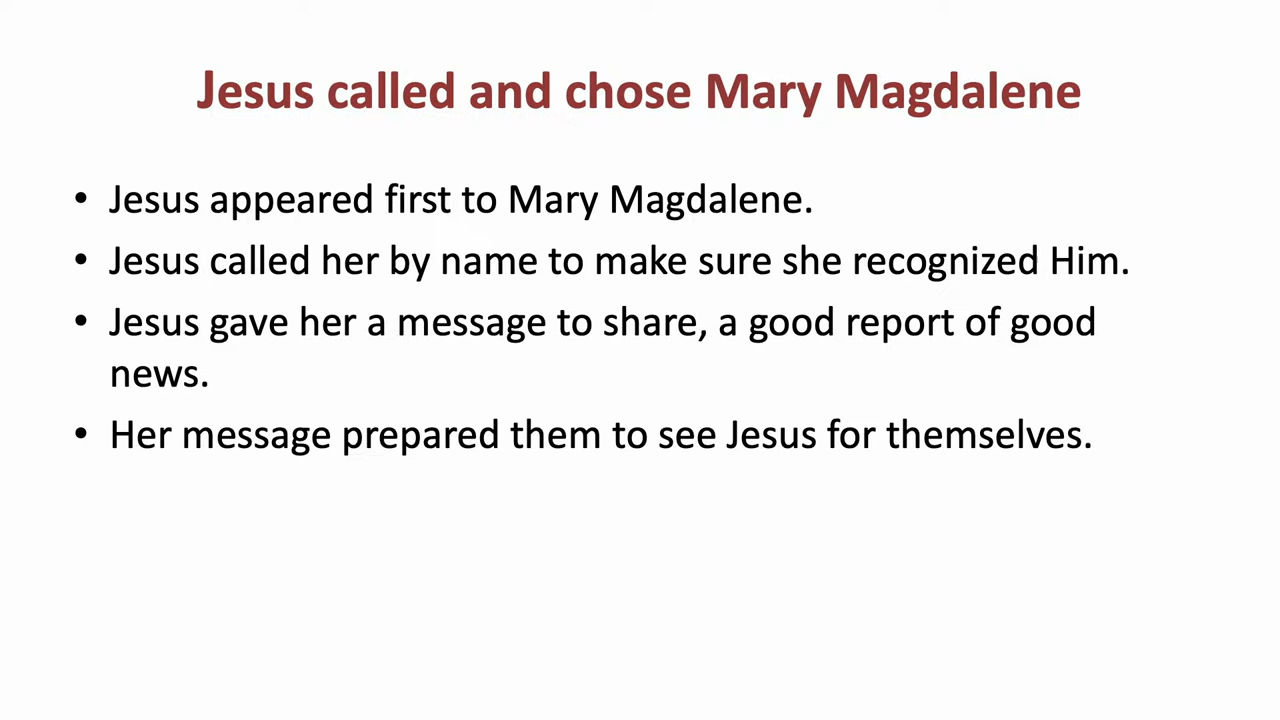 Jesus called and chose Mary Magdalene
• Jesus appeared first to Mary Magdalene.
• Jesus called her by name to make sure she recognized Him.
• Jesus gave her a message to share, a good report of good
news.
• Her message prepared them to see Jesus for themselves.